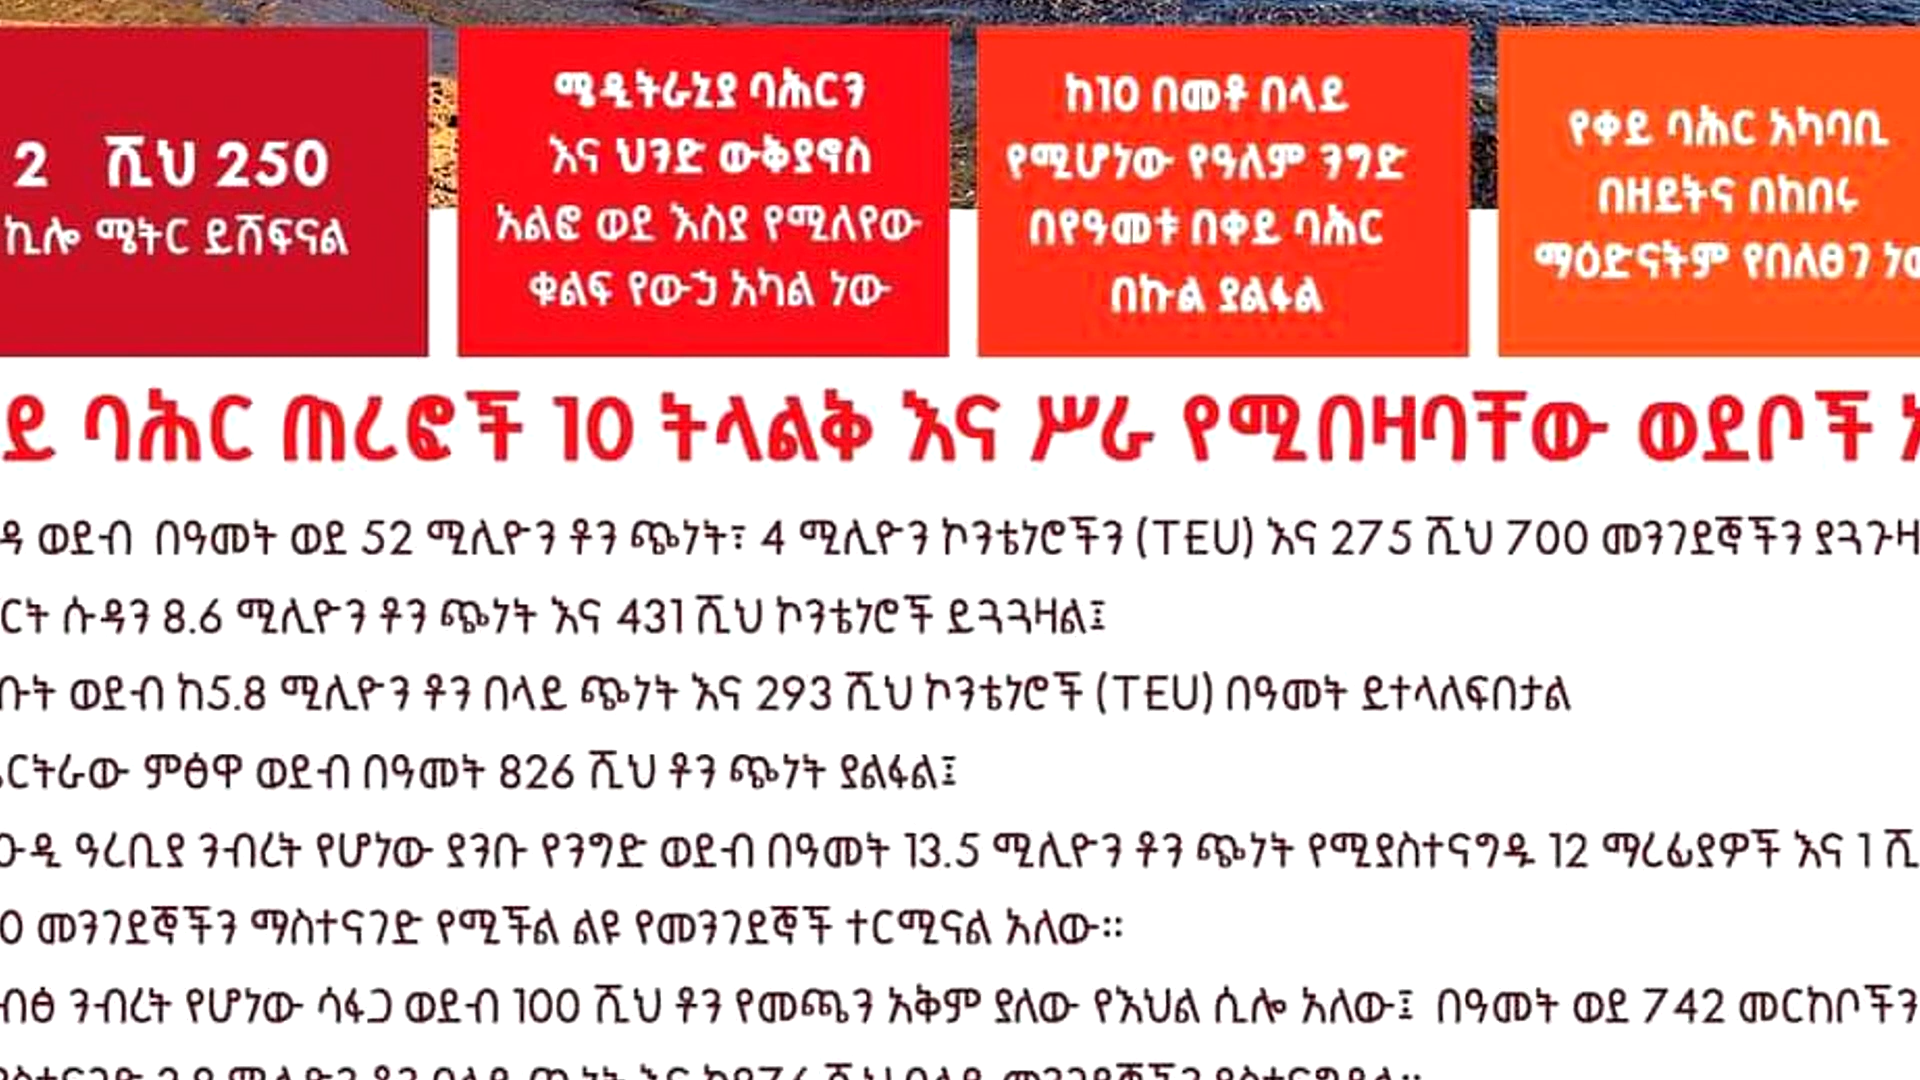 2 ሺህ 250
ኪሎ ሜትር ይሸፍናል
ሜዲትራኒያ ባሕርን
እና ህንድ ውቅያኖስ
አልፎ ወደ እስያ የሚለየው
ቁልፍ የውኃ አካል ነው
ከ10 በመቶ በላይ
የሚሆነው የዓለም ንግድ
በየዓመቱ በቀይ ባሕር
በኩል ያልፋል
የቀይ ባሕር አካባቢ
በዘይትና በከበሩ
ማዕድናትም የበለፀገ
ይ ባሕር ጠረፎች 10 ትላልቅ እና ሥራ የሚበዛባቸው ወደቦች
ዳ ወደብ በዓመት ወደ 52 ሚሊዮን ቶን ጭነት፣ 4 ሚሊዮን ኮንቴነሮችን (TEU) እና 275 ሺህ 700 መንገደኞችን ያጓጉዛ
ርት ሱዳን 8.6 ሚሊዮን ቶን ጭነት እና 431 ሺህ ኮንቴነሮች ይጓጓዛል፤
ቡት ወደብ ከ5.8 ሚሊዮን ቶን በላይ ጭነት እና 293 ሺህ ኮንቴነሮች (TEU) በዓመት ይተላለፍበታል
ርትራው ምፅዋ ወደብ በዓመት 826 ሺህ ቶን ጭነት ያልፋል፤
ውዲ ዓረቢያ ንብረት የሆነው ያንቡ የንግድ ወደብ በዓመት 13.5 ሚሊዮን ቶን ጭነት የሚያስተናግዱ 12 ማረፊያዎች እና 1 ሺ
0 መንገደኞችን ማስተናገድ የሚችል ልዩ የመንገደኞች ተርሚናል አለው።
ብፅ ንብረት የሆነው ሳፋጋ ወደብ 100 ሺህ ቶን የመጫን አቅም ያለው የእህል ሲሎ አለው፤ በዓመት ወደ 742 መርከቦችን